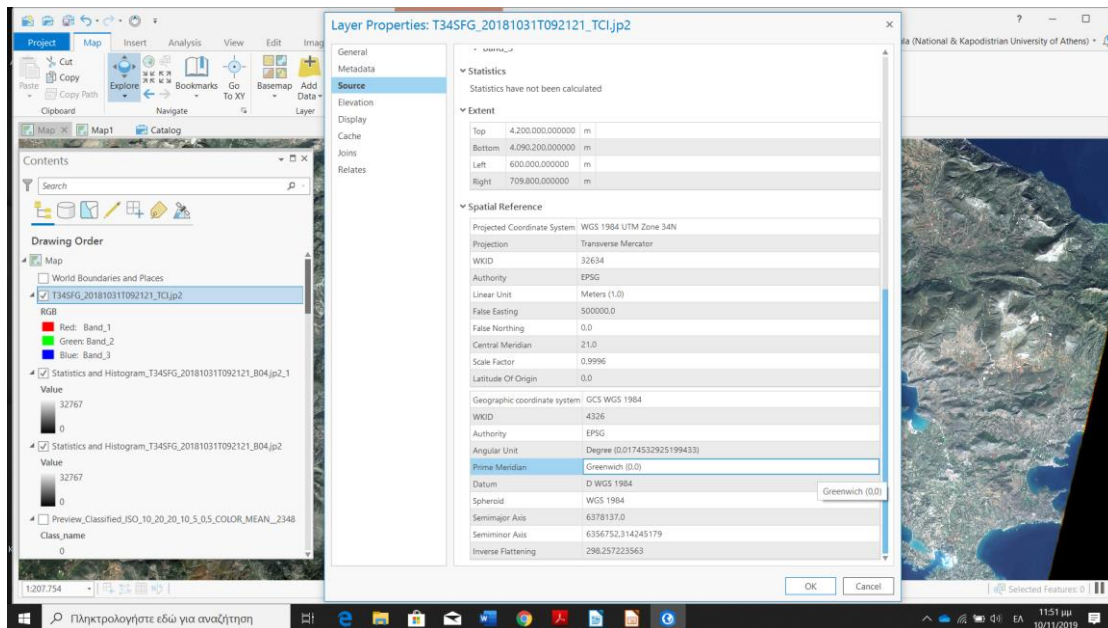 Project Map Insert Analysis View Edit Imag
Cut
Copy
Copy Path
Paste
Explore
Bookmarks
Go To XY
Basemap
Add Data
Clipboard
Navigate
Layer
Map
Map1
Catalog
Contents
Search
Drawing Order
Map
World Boundaries and Places
T34SFG_20181031T092121_TCI.jp2
RGB
Red: Band_1
Green: Band_2
Blue: Band_3
Statistics and Histogram_T34SFG_20181031T092121_B04.jp2_1
Value
32767
0
Statistics and Histogram_T34SFG_20181031T092121_B04.jp2
Value
32767
0
Preview_Classified_ISO_10_20_20_10_5_0,5_COLOR_MEAN__2348
Class_name
0
1:207.754
Layer Properties: T34SFG_20181031T092121_TCI.jp2
General
Metadata
Source
Elevation
Display
Cache
Joins
Relates
Statistics
Statistics have not been calculated
Extent
Top 4.200.000,000000 m
Bottom 4.090.200,000000 m
Left 600.000,000000 m
Right 709.800,000000 m
Spatial Reference
Projected Coordinate System WGS 1984 UTM Zone 34N
Projection Transverse Mercator
WKID 32634
Authority EPSG
Linear Unit Meters (1,0)
False Easting 500000,0
False Northing 0,0
Central Meridian 21,0
Scale Factor 0,9996
Latitude Of Origin 0,0
Geographic coordinate system GCS WGS 1984
WKID 4326
Authority EPSG
Angular Unit Degree (0,0174532925199433)
Prime Meridian Greenwich (0,0)
Datum D WGS 1984
Greenwich (0,0)
Spheroid WGS 1984
Semimajor Axis 6378137,0
Semiminor Axis 6356752,314245179
Inverse Flattening 298,257223563
OK Cancel
(National & Kapodistrian University of Athens)
Selected Features: 0
Πληκτρολογήστε εδώ για αναζήτηση
ΕΛ
11:51 μμ
10/11/2019